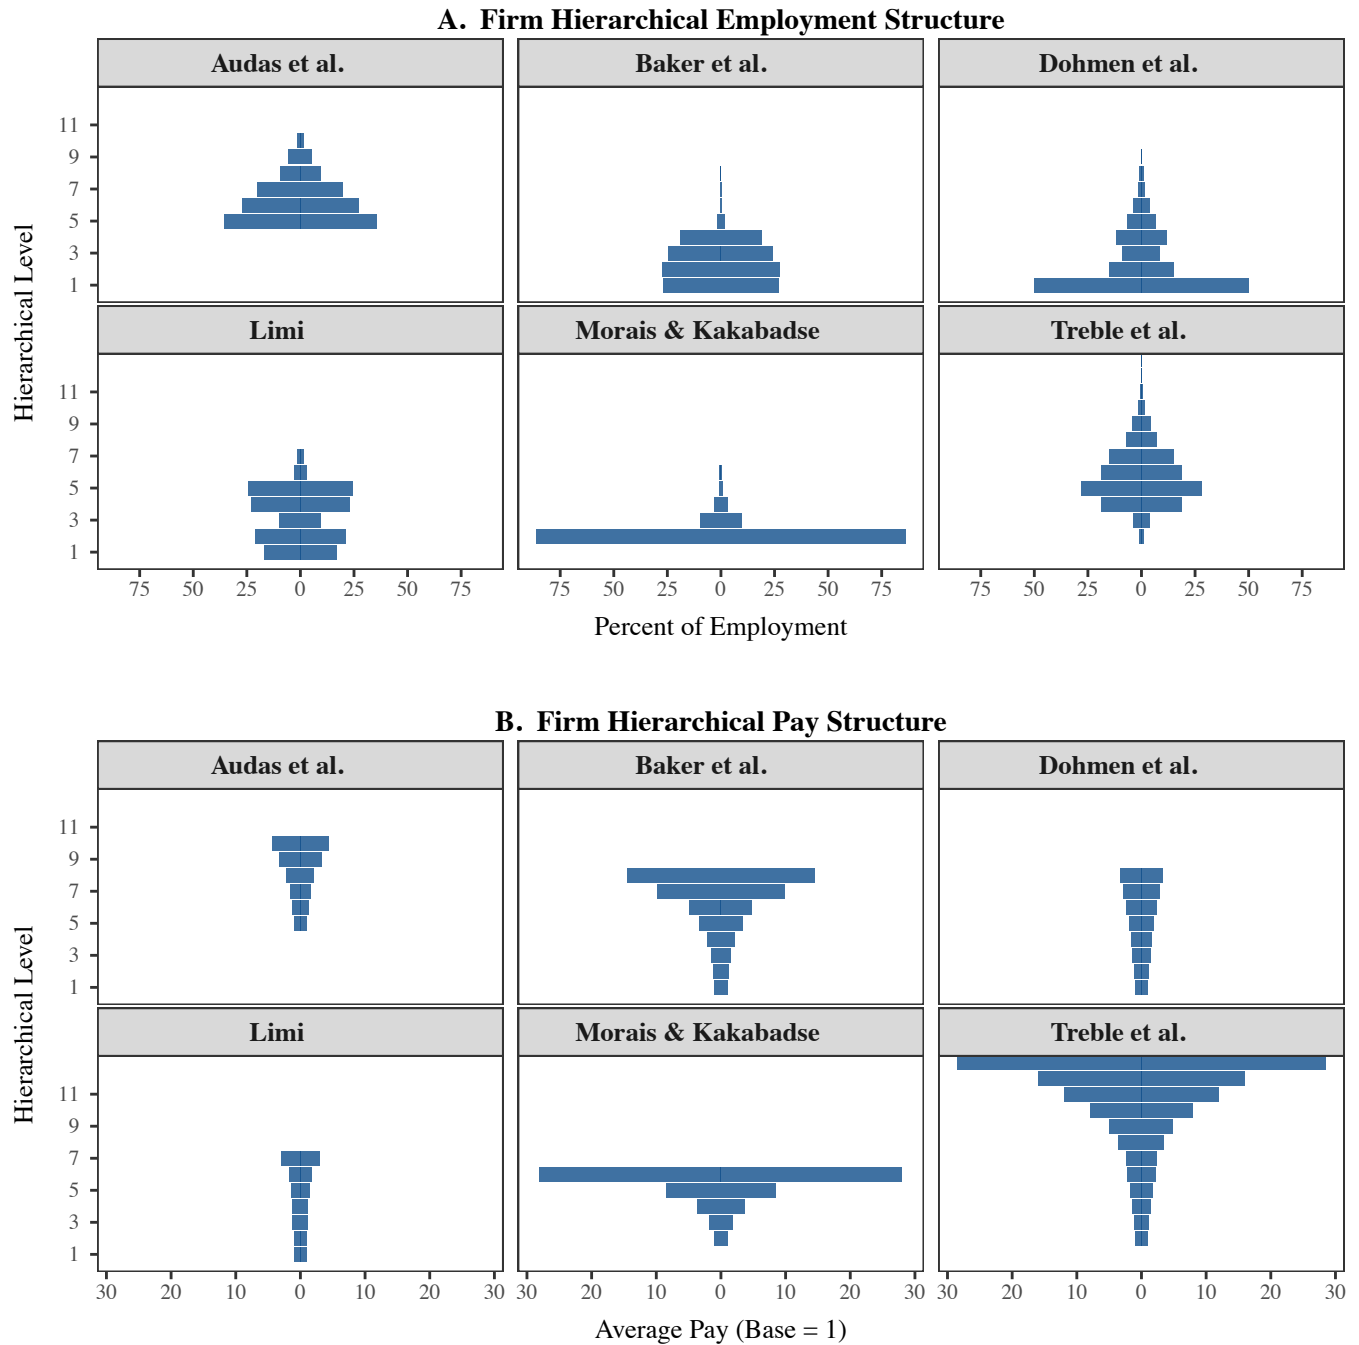 A. Firm Hierarchical Employment Structure
Audas et al.
Baker et al.
Dohmen et al.
11
9
7
5
3
1
Limi
Morais & Kakabadse
Treble et al.
11
9
7
5
3
1
Hierarchical Level
75 50 25 0 25 50 75
75 50 25 0 25 50 75
75 50 25 0 25 50 75
Percent of Employment
B. Firm Hierarchical Pay Structure
Audas et al.
Baker et al.
Dohmen et al.
11
9
7
5
3
1
Limi
Morais & Kakabadse
Treble et al.
11
9
7
5
3
1
Hierarchical Level
30 20 10 0 10 20 30
30 20 10 0 10 20 30
30 20 10 0 10 20 30
Average Pay (Base = 1)